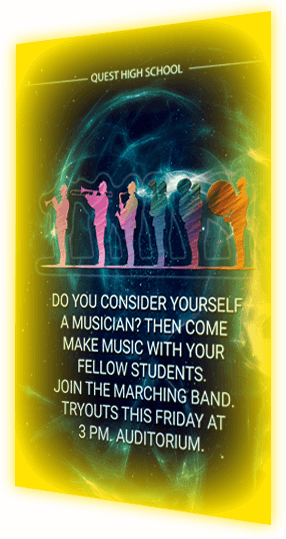 QUEST HIGH SCHOOL
DO YOU CONSIDER YOURSELF
A MUSICIAN? THEN COME
MAKE MUSIC WITH YOUR
FELLOW STUDENTS.
JOIN THE MARCHING BAND.
TRYOUTS THIS FRIDAY AT
3 PM. AUDITORIUM.